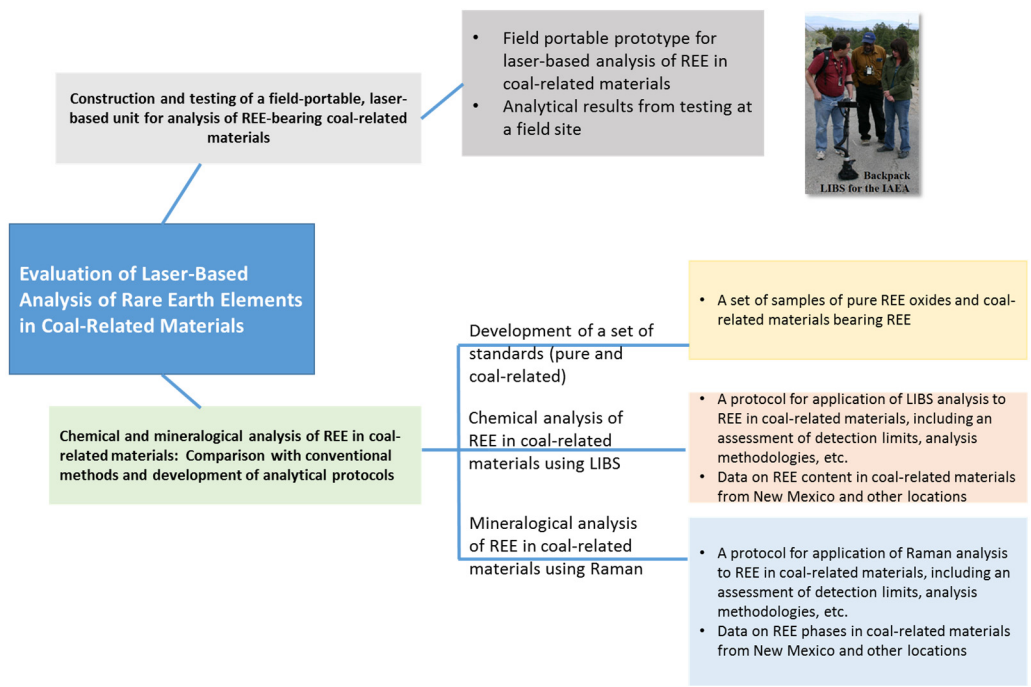 Construction and testing of a field-portable, laser-
based unit for analysis of REE-bearing coal-related
materials
• Field portable prototype for
laser-based analysis of REE in
coal-related materials
• Analytical results from testing at
a field site
Backpack
LIBS for the IAEA
Evaluation of Laser-Based
Analysis of Rare Earth Elements
in Coal-Related Materials
Chemical and mineralogical analysis of REE in coal-
related materials: Comparison with conventional
methods and development of analytical protocols
Development of a set of
standards (pure and
coal-related)
• A set of samples of pure REE oxides and coal-
related materials bearing REE
Chemical analysis of
REE in coal-related
materials using LIBS
• A protocol for application of LIBS analysis to
REE in coal-related materials, including an
assessment of detection limits, analysis
methodologies, etc.
• Data on REE content in coal-related materials
from New Mexico and other locations
Mineralogical analysis
of REE in coal-related
materials using Raman
• A protocol for application of Raman analysis
to REE in coal-related materials, including an
assessment of detection limits, analysis
methodologies, etc.
• Data on REE phases in coal-related materials
from New Mexico and other locations